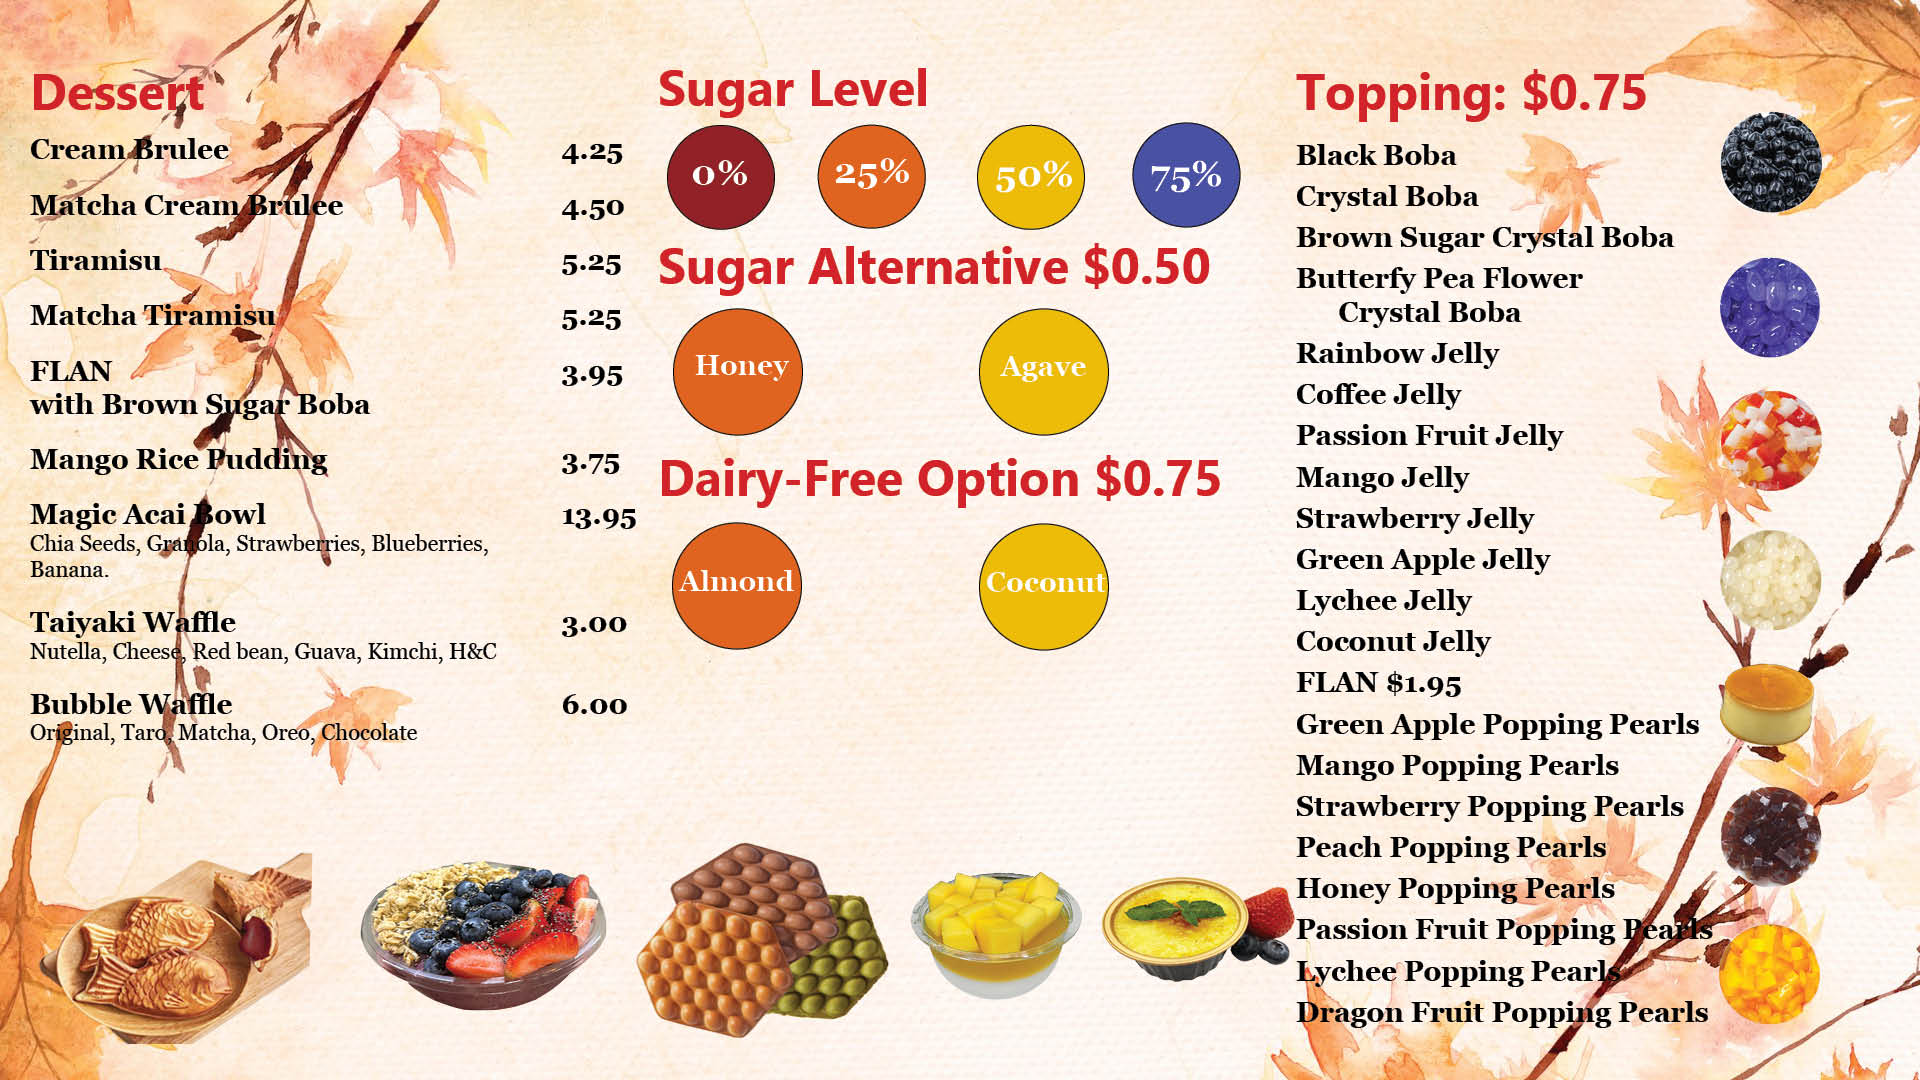 Dessert
Cream Brulee 4.25
Matcha Cream Brulee 4.50
Tiramisu 5.25
Matcha Tiramisu 5.25
FLAN 3.95
with Brown Sugar Boba
Mango Rice Pudding 3.75
Magic Acai Bowl 13.95
Chia Seeds, Granola, Strawberries, Blueberries,
Banana.
Taiyaki Waffle 3.00
Nutella, Cheese, Red bean, Guava, Kimchi, H&C
Bubble Waffle 6.00
Original, Taro, Matcha, Oreo, Chocolate
Sugar Level
0% 25% 50% 75%
Sugar Alternative $0.50
Honey Agave
Dairy-Free Option $0.75
Almond Coconut
Topping: $0.75
Black Boba
Crystal Boba
Brown Sugar Crystal Boba
Butterfy Pea Flower
Crystal Boba
Rainbow Jelly
Coffee Jelly
Passion Fruit Jelly
Mango Jelly
Strawberry Jelly
Green Apple Jelly
Lychee Jelly
Coconut Jelly
FLAN $1.95
Green Apple Popping Pearls
Mango Popping Pearls
Strawberry Popping Pearls
Peach Popping Pearls
Honey Popping Pearls
Passion Fruit Popping Pearls
Lychee Popping Pearls
Dragon Fruit Popping Pearls